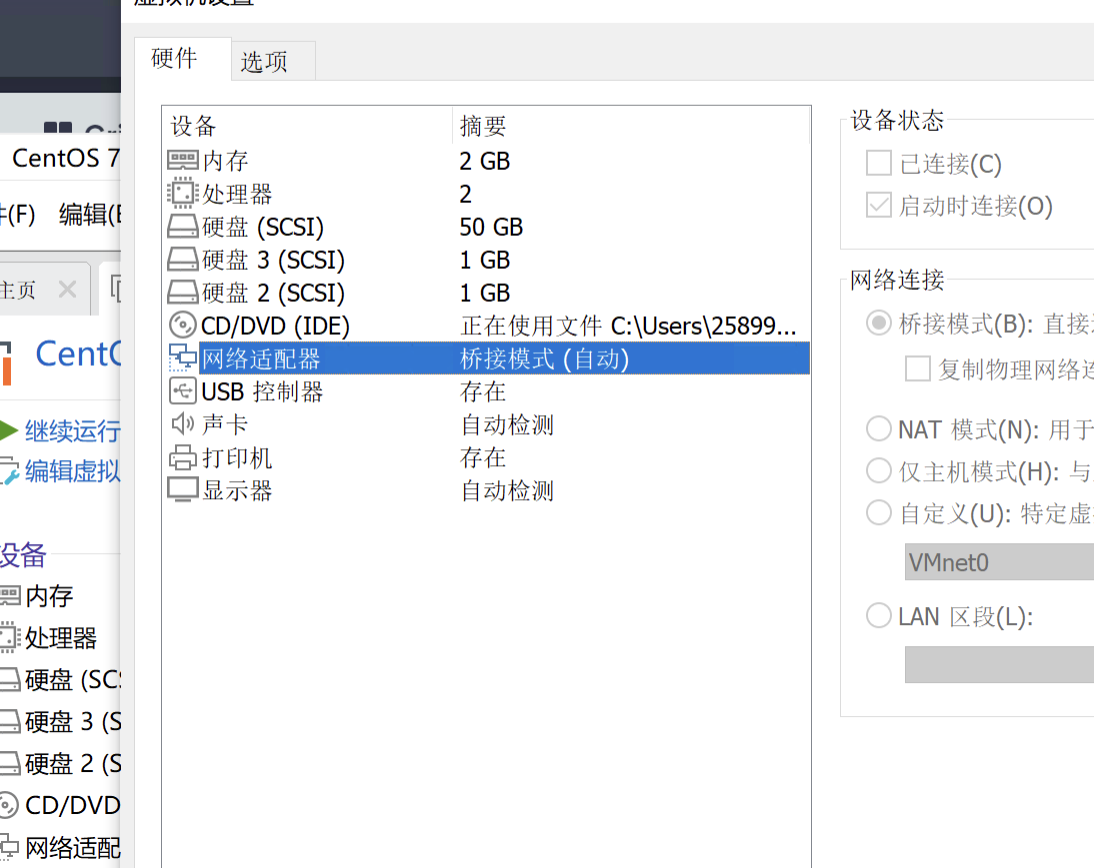 虚拟机设置
硬件
选项
设备
摘要
内存
2 GB
处理器
2
硬盘 (SCSI)
50 GB
硬盘 3 (SCSI)
1 GB
硬盘 2 (SCSI)
1 GB
CD/DVD (IDE)
正在使用文件 C:\Users\25899...
网络适配器
桥接模式 (自动)
USB 控制器
存在
声卡
自动检测
打印机
存在
显示器
自动检测
设备状态
已连接(C)
启动时连接(O)
网络连接
桥接模式(B): 直接
复制物理网络连
NAT 模式(N): 用于
仅主机模式(H): 与
自定义(U): 特定虚
VMnet0
LAN 区段(L):
CentOS 7
件(F) 编辑(E
主页
CentO
继续运行
编辑虚拟
设备
内存
处理器
硬盘 (SCS
硬盘 3 (S
硬盘 2 (S
CD/DVD
网络适配